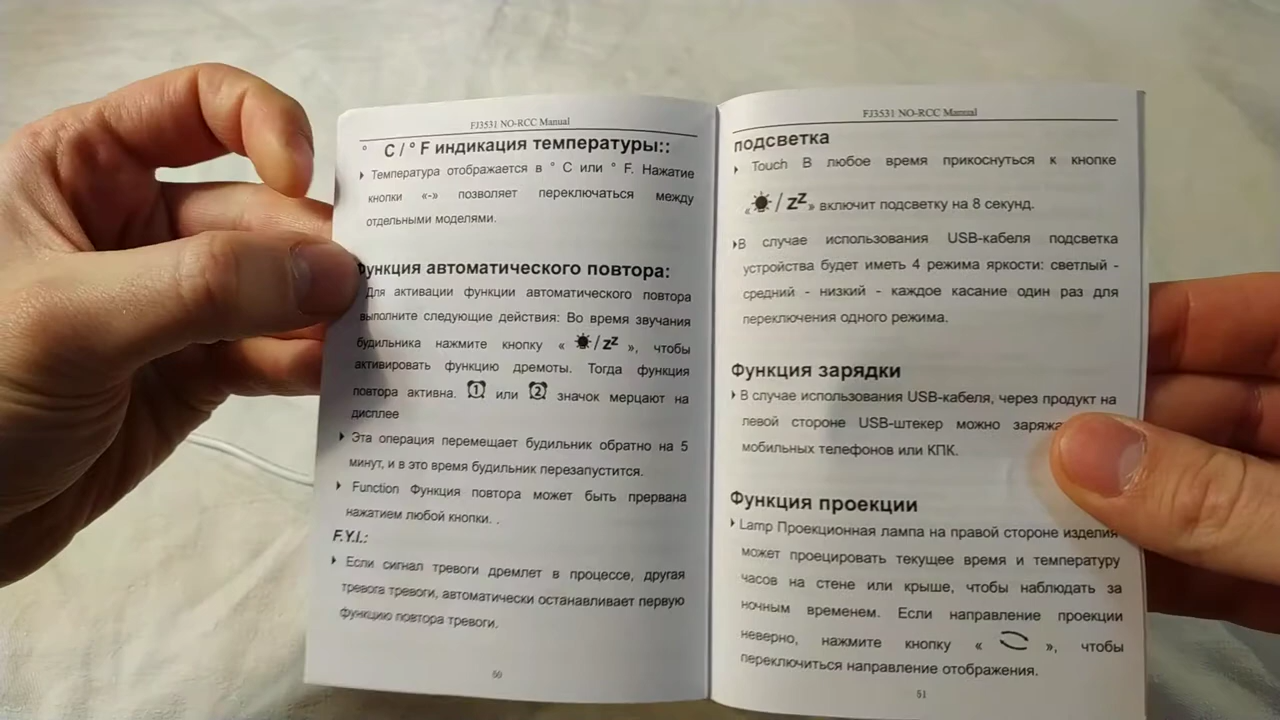 FJ3531 NO-RCC Manual
° C / ° F индикация температуры::
Температура отображается в ° C или ° F. Нажатие
кнопки «-» позволяет переключаться между
отдельными моделями.
Функция автоматического повтора:
Для активации функции автоматического повтора
выполните следующие действия: Во время звучания
будильника нажмите кнопку « / zz », чтобы
активировать функцию дремоты. Тогда функция
повтора активна. 1 или 2 значок мерцают на
дисплее
Эта операция перемещает будильник обратно на 5
минут, и в это время будильник перезапустится.
Function Функция повтора может быть прервана
нажатием любой кнопки. .
F.Y.I.:
Если сигнал тревоги дремлет в процессе, другая
тревога тревоги, автоматически останавливает первую
функцию повтора тревоги.
60
FJ3531 NO-RCC Manual
подсветка
Touch В любое время прикоснуться к кнопке
« / zz » включит подсветку на 8 секунд.
В случае использования USB-кабеля подсветка
устройства будет иметь 4 режима яркости: светлый -
средний - низкий - каждое касание один раз для
переключения одного режима.
Функция зарядки
В случае использования USB-кабеля, через продукт на
левой стороне USB-штекер можно
мобильных телефонов или КПК.
Функция проекции
Lamp Проекционная лампа на правой стороне изделия
может проецировать текущее время и температуру
часов на стене или крыше, чтобы наблюдать за
ночным временем. Если направление проекции
неверно, нажмите кнопку « », чтобы
переключиться направление отображения.
51